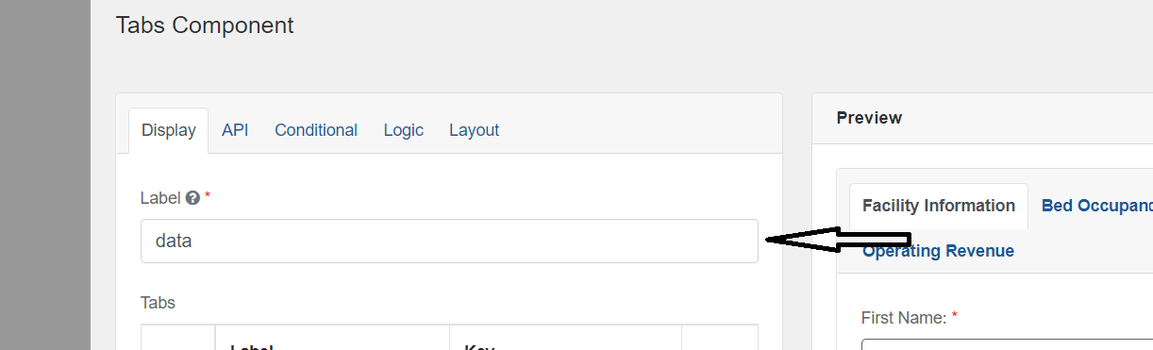 Tabs Component
Display API Conditional Logic Layout
Label ? *
data
Tabs
Label Key
Preview
Facility Information Bed
Operating Revenue
First Name: *